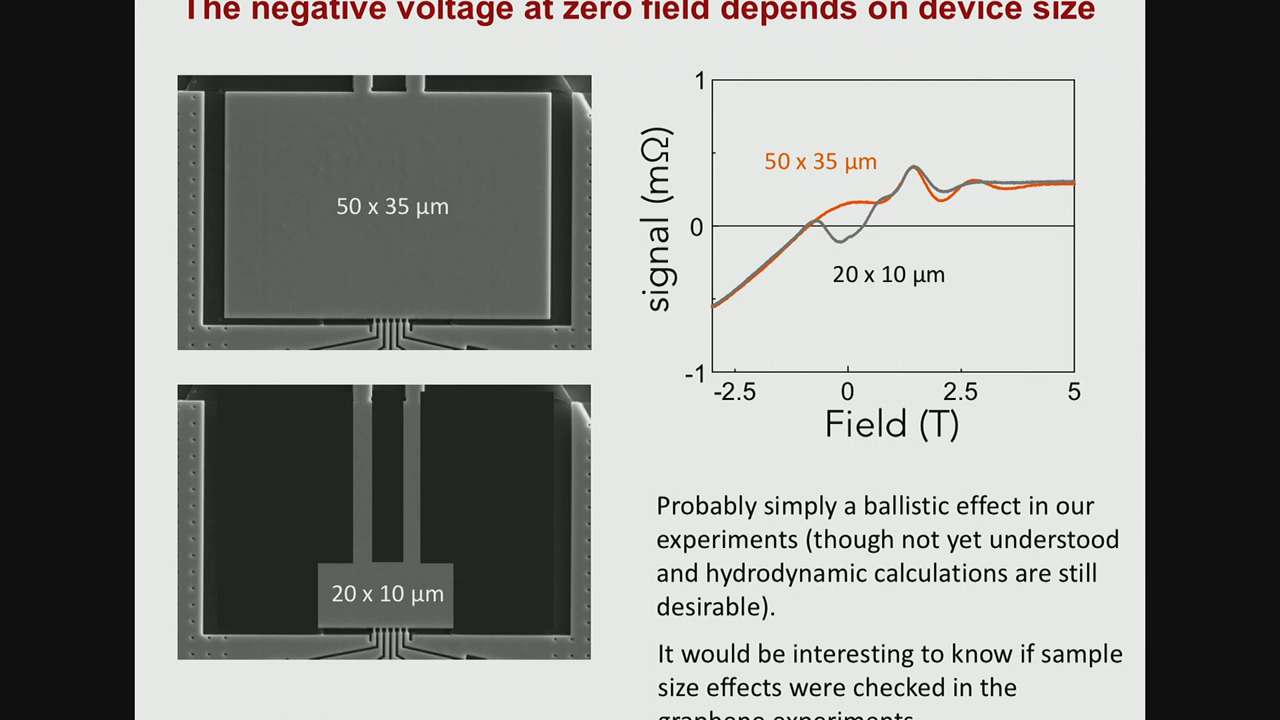 The negative voltage at zero field depends on device size
50 x 35 µm
20 x 10 µm
1
0
-1
signal (mΩ)
50 x 35 µm
20 x 10 µm
-2.5 0 2.5 5
Field (T)
Probably simply a ballistic effect in our
experiments (though not yet understood
and hydrodynamic calculations are still
desirable).
It would be interesting to know if sample
size effects were checked in the
graphene experiments